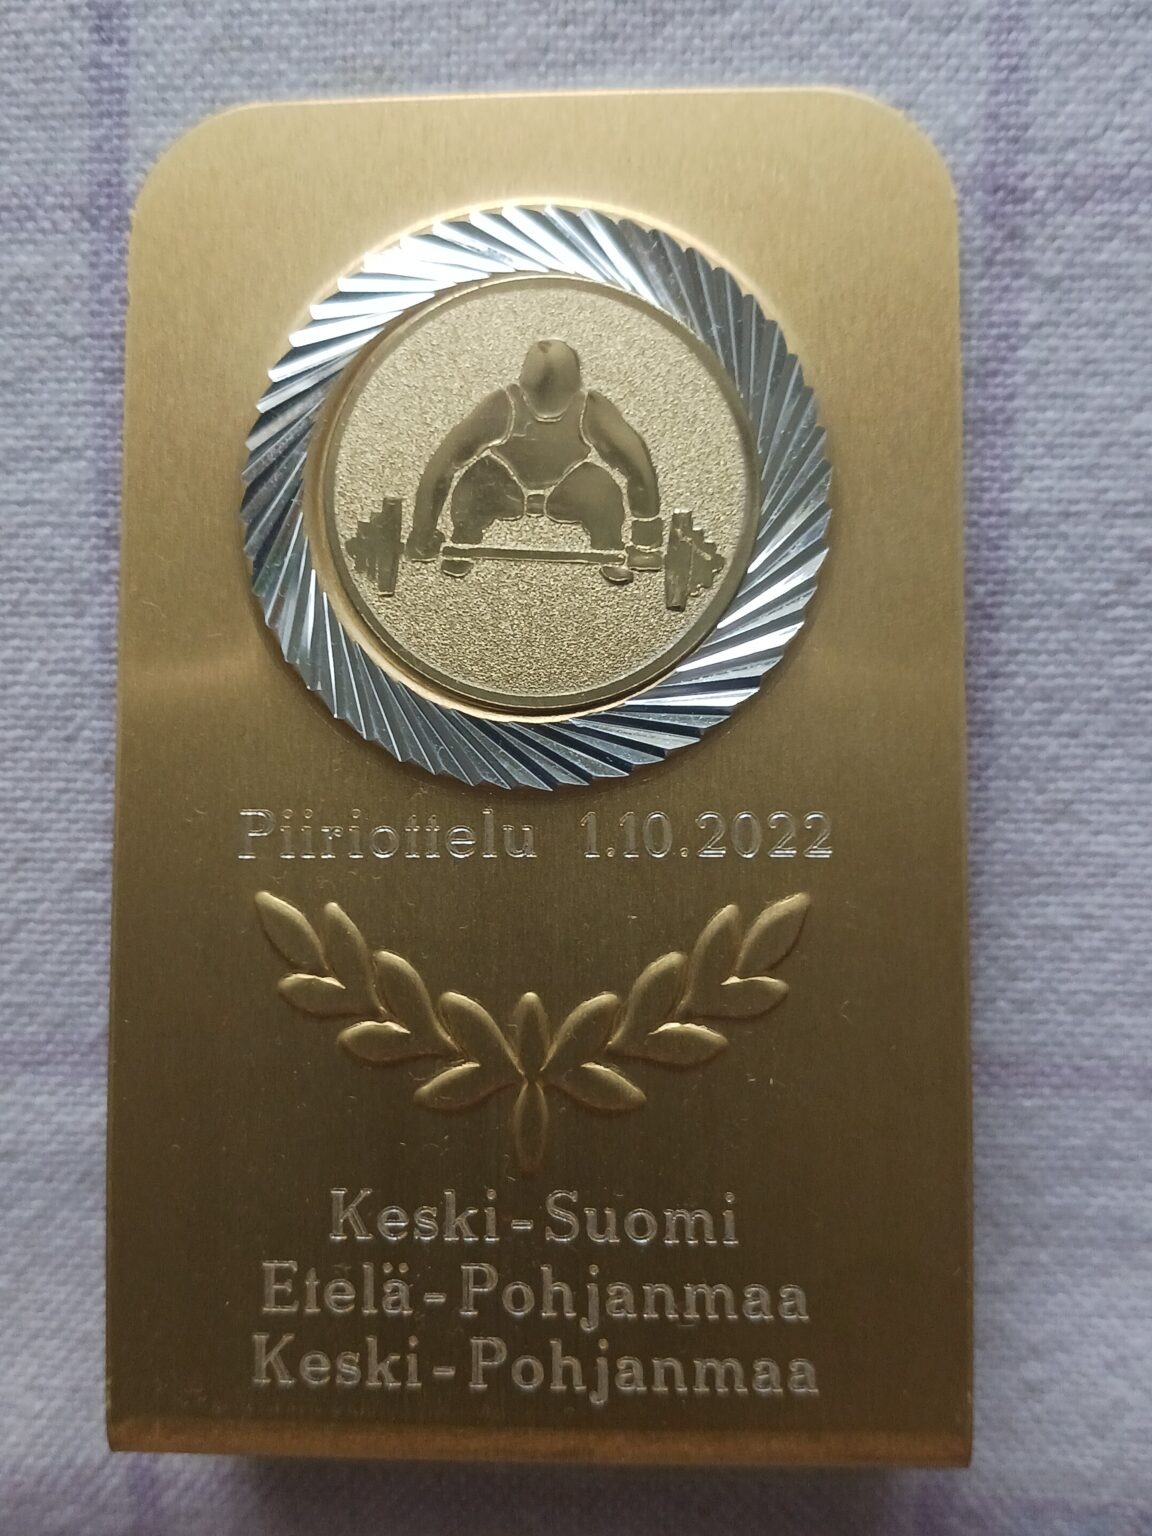 Piiriottelu 1.10.2022
Keski-Suomi
Etelä-Pohjanmaa
Keski-Pohjanmaa